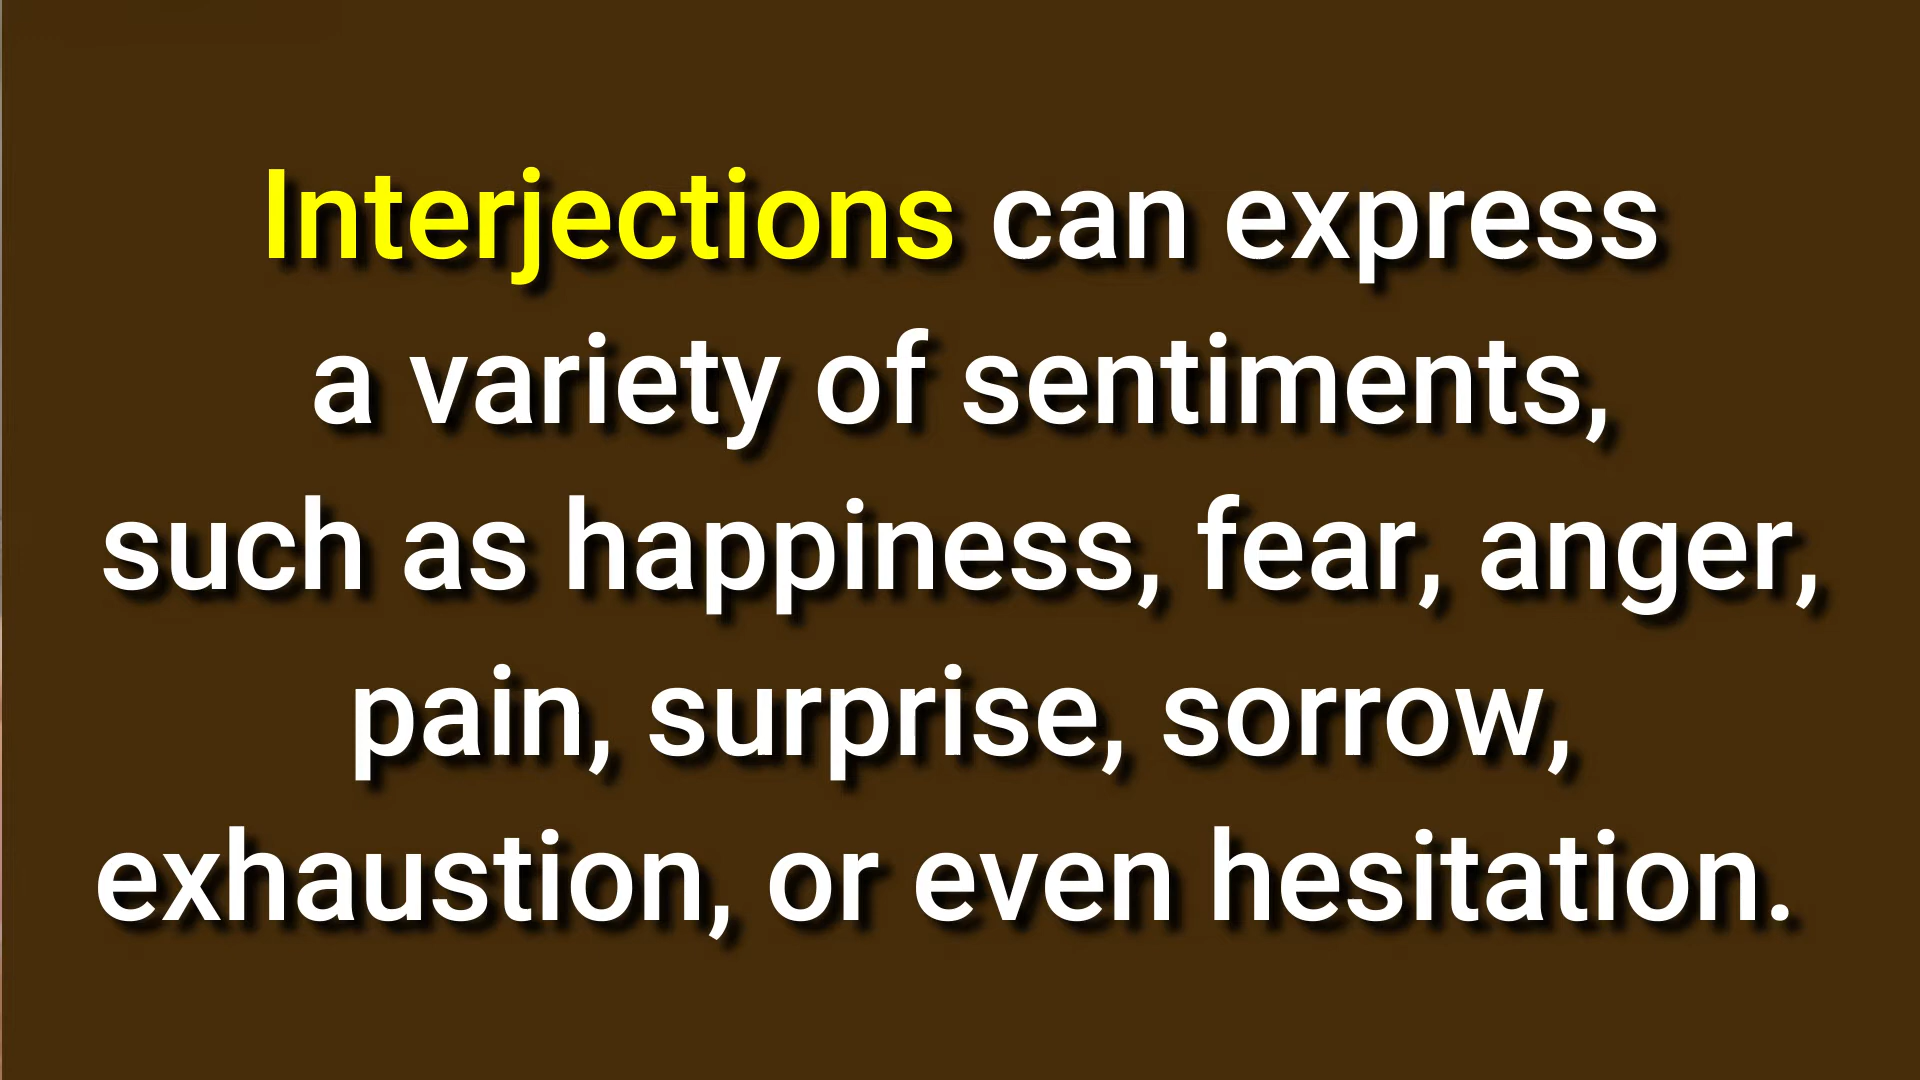 Interjections can express
a variety of sentiments,
such as happiness, fear, anger,
pain, surprise, sorrow,
exhaustion, or even hesitation.